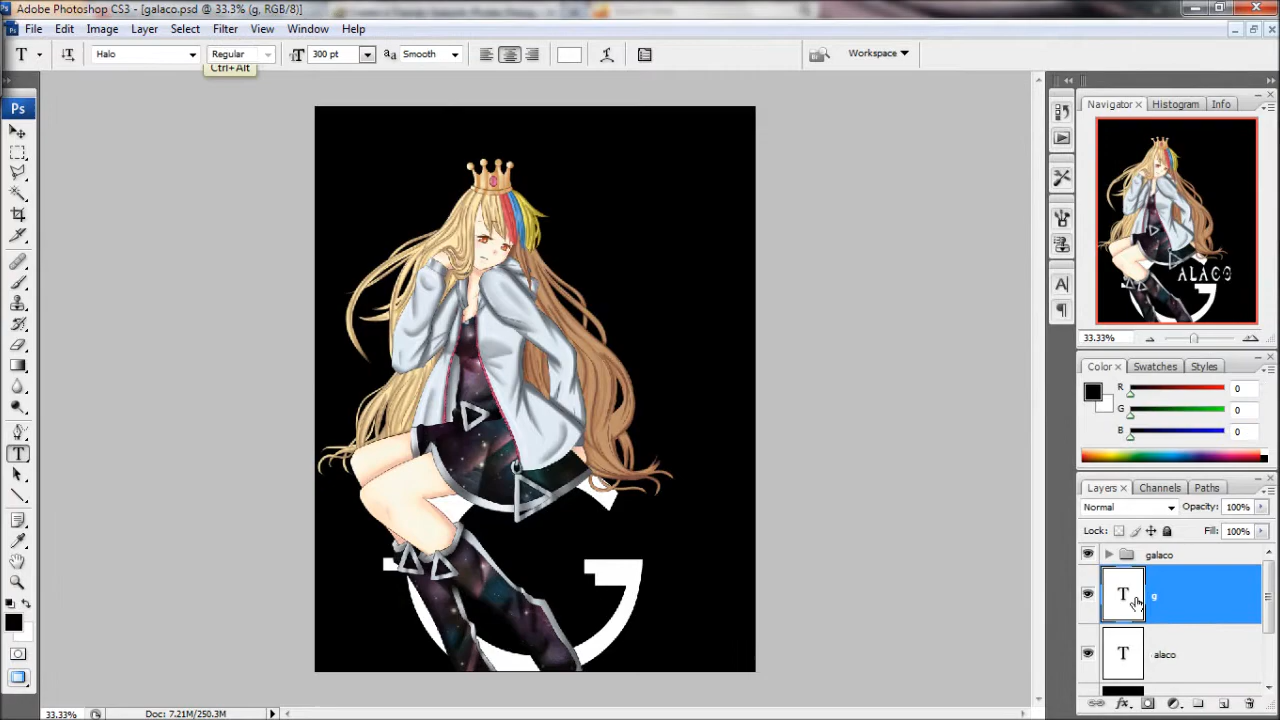 Adobe Photoshop CS3 - [galaco.psd @ 33.3% (g, RGB/8)]
File Edit Image Layer Select Filter View Window Help
T Halo Regular 300 pt Smooth Workspace
Ctrl+Alt
Ps
Navigator Histogram Info
ALACO
33.33%
Color Swatches Styles
R 0
G 0
B 0
Layers Channels Paths
Normal Opacity: 100%
Lock: Fill: 100%
galaco
T g
T alaco
G
33.33% Doc: 7.21M/250.3M